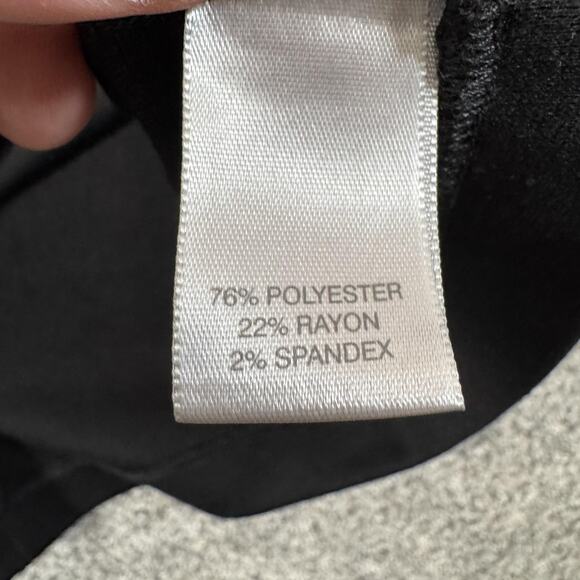 76% POLYESTER
22% RAYON
2% SPANDEX